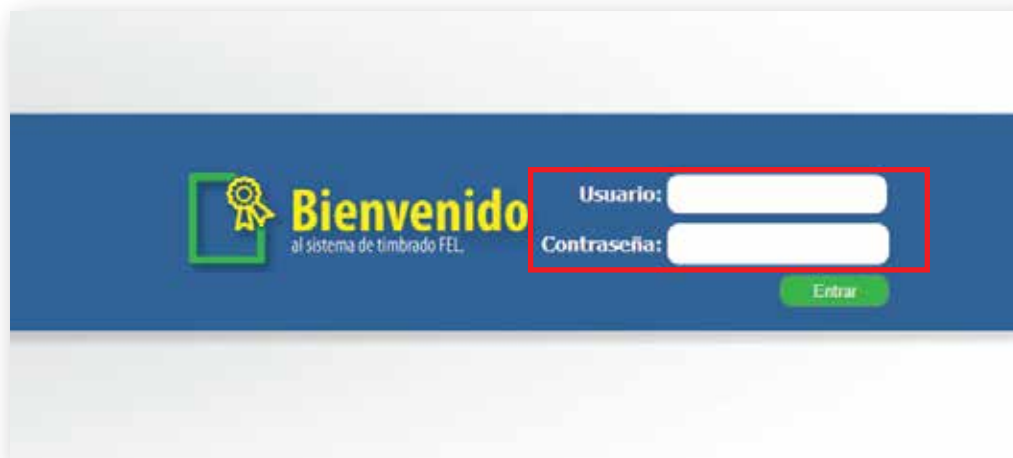 Bienvenido
al sistema de timbrado FEL.
Usuario:
Contraseña:
Entrar